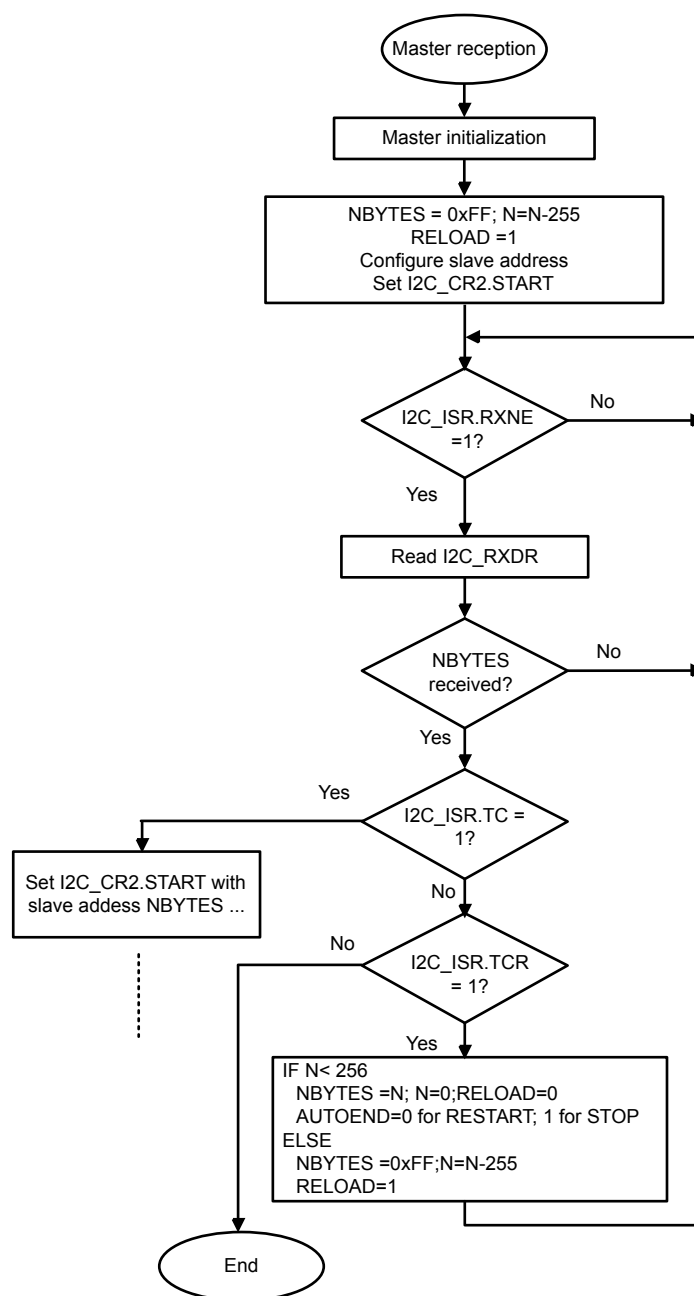 Master reception
Master initialization
NBYTES = 0xFF; N=N-255
RELOAD =1
Configure slave address
Set I2C_CR2.START
I2C_ISR.RXNE
=1?
No
Yes
Read I2C_RXDR
NBYTES
received?
No
Yes
I2C_ISR.TC =
1?
Yes
Set I2C_CR2.START with
slave addess NBYTES ...
No
I2C_ISR.TCR
= 1?
No
Yes
IF N< 256
NBYTES =N; N=0;RELOAD=0
AUTOEND=0 for RESTART; 1 for STOP
ELSE
NBYTES =0xFF;N=N-255
RELOAD=1
End